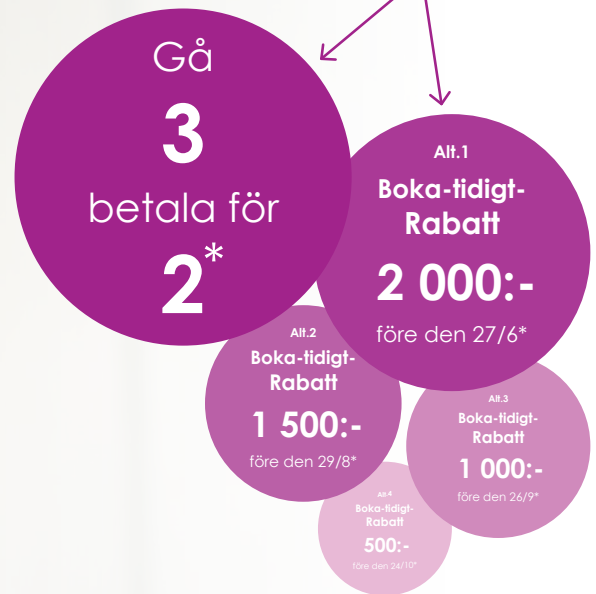 Gå
3
betala för
2*
Alt.1
Boka-tidigt-
Rabatt
2 000:-
före den 27/6*
Alt.2
Boka-tidigt-
Rabatt
1 500:-
före den 29/8*
Alt.3
Boka-tidigt-
Rabatt
1 000:-
före den 26/9*
Alt.4
Boka-tidigt-
Rabatt
500:-
före den 24/10*